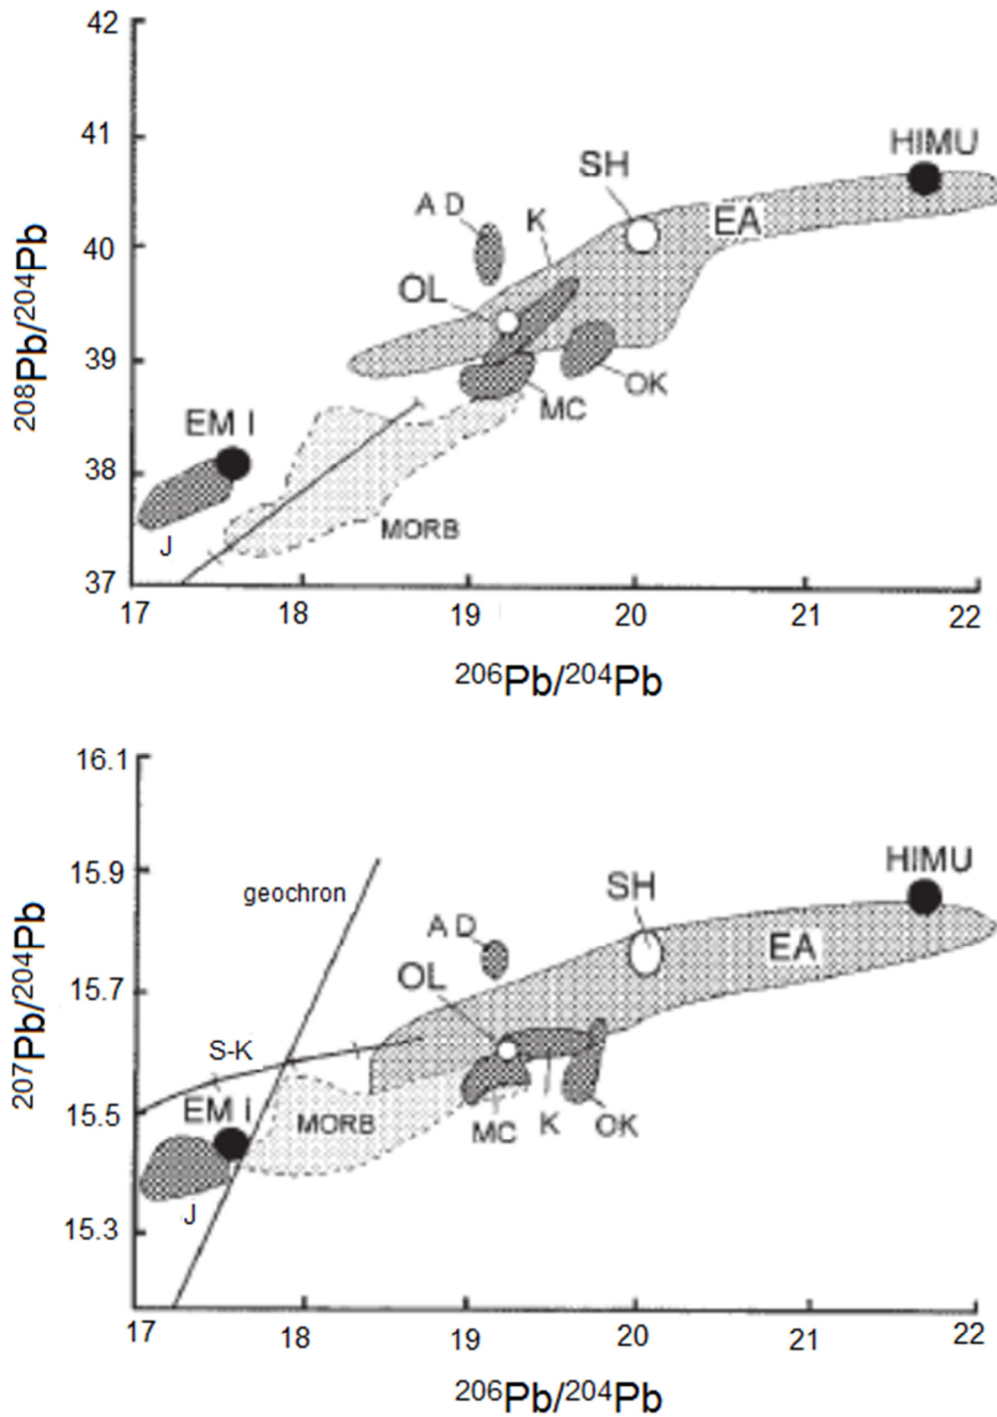 42
41
40
39
38
37
208Pb/204Pb
HIMU
SH
EA
A D
K
OL
OK
MC
EM I
MORB
J
17 18 19 20 21 22
206Pb/204Pb
16.1
15.9
15.7
15.5
15.3
207Pb/204Pb
geochron
HIMU
SH
A D
EA
OL
S-K
EM I
MORB
MC K OK
J
17 18 19 20 21 22
206Pb/204Pb